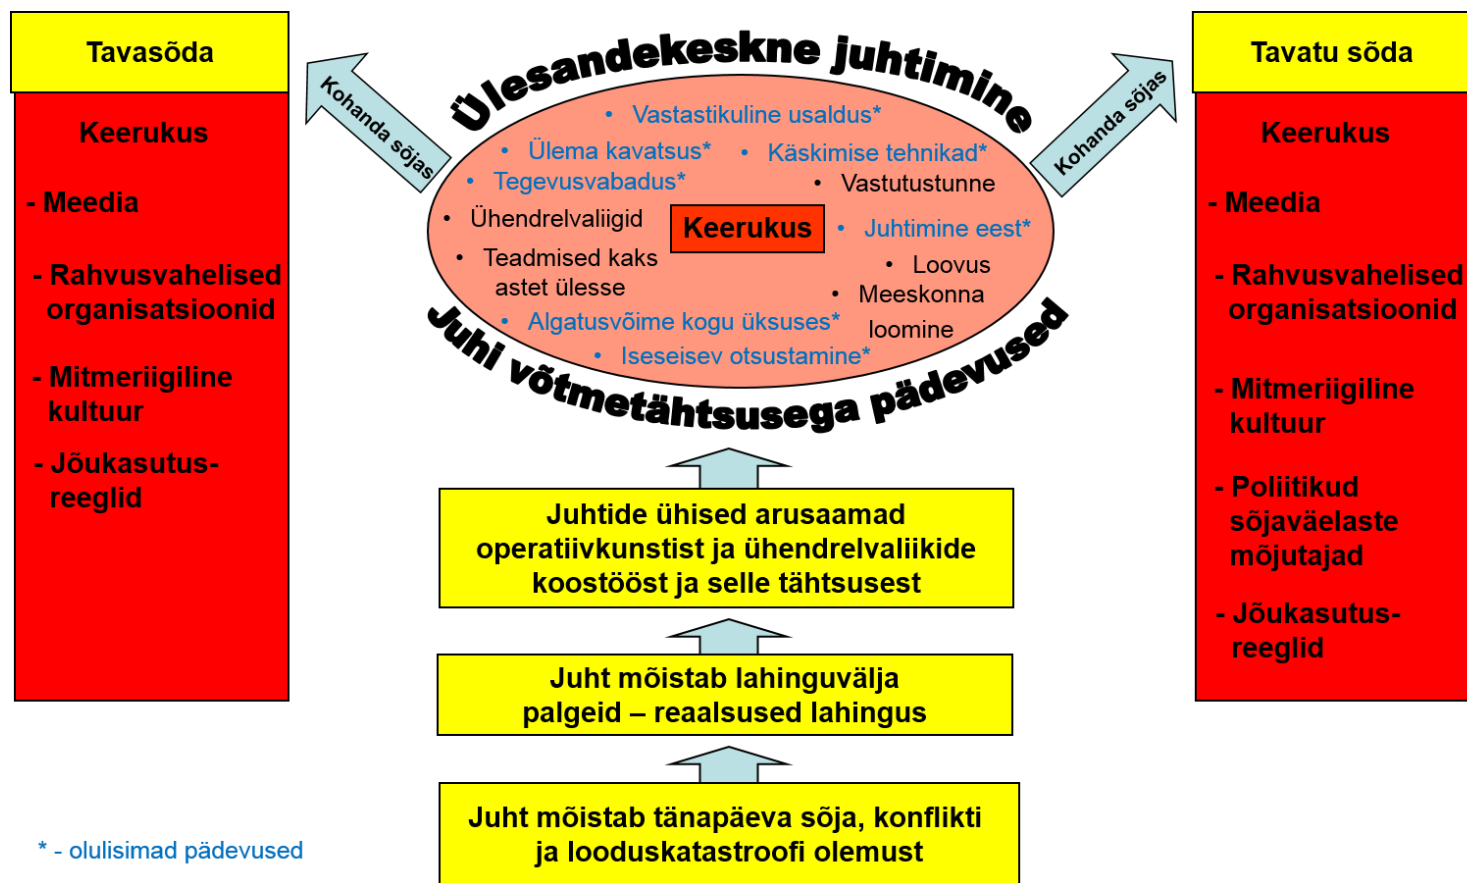 Tavasõda
Keerukus
- Meedia
- Rahvusvahelised
organisatsioonid
- Mitmeriigiline
kultuur
- Jõukasutus-
reeglid
Kohanda sõjas
Ülesandekeskne juhtimine
• Vastastikuline usaldus*
• Ülema kavatsus*
• Käskimise tehnikad*
• Tegevusvabadus*
• Vastutustunne
• Ühendrelvaliigid
Keerukus
• Juhtimine eest*
• Teadmised kaks
astet ülesse
• Loovus
• Meeskonna
loomine
• Algatusvõime kogu üksuses*
• Iseseisev otsustamine*
Juhi võtmetähtsusega pädevused
Kohanda sõjas
Tavatu sõda
Keerukus
- Meedia
- Rahvusvahelised
organisatsioonid
- Mitmeriigiline
kultuur
- Poliitikud
sõjaväelaste
mõjutajad
- Jõukasutus-
reeglid
Juhtide ühised arusaamad
operatiivkunstist ja ühendrelvaliikide
koostööst ja selle tähtsusest
Juht mõistab lahinguvälja
palgeid – reaalsused lahingus
Juht mõistab tänapäeva sõja, konflikti
ja looduskatastroofi olemust
* - olulisimad pädevused